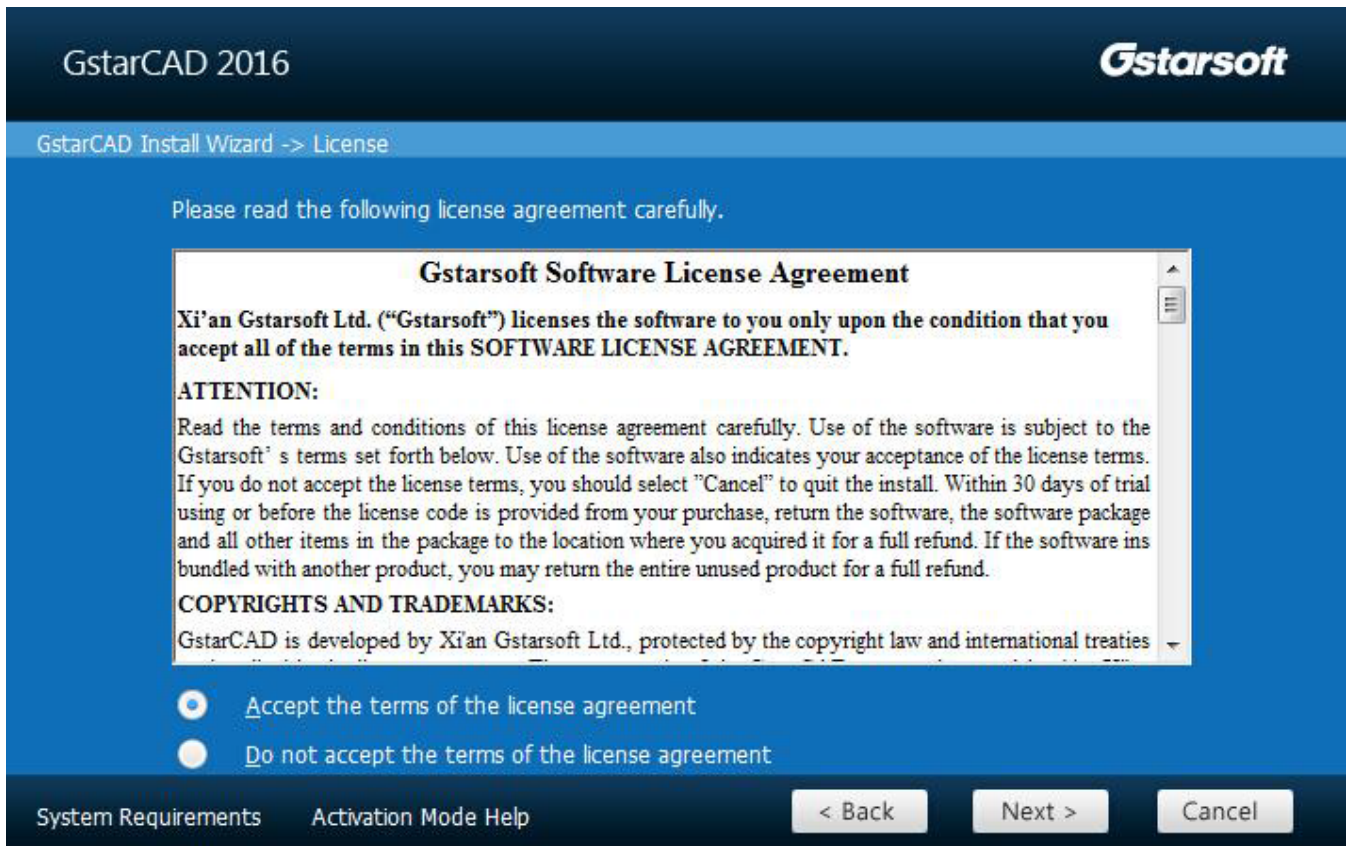 GstarCAD 2016
Gstarsoft
GstarCAD Install Wizard -> License
Please read the following license agreement carefully.
Gstarsoft Software License Agreement
Xi’an Gstarsoft Ltd. (“Gstarsoft”) licenses the software to you only upon the condition that you
accept all of the terms in this SOFTWARE LICENSE AGREEMENT.
ATTENTION:
Read the terms and conditions of this license agreement carefully. Use of the software is subject to the
Gstarsoft’ s terms set forth below. Use of the software also indicates your acceptance of the license terms.
If you do not accept the license terms, you should select ”Cancel” to quit the install. Within 30 days of trial
using or before the license code is provided from your purchase, return the software, the software package
and all other items in the package to the location where you acquired it for a full refund. If the software ins
bundled with another product, you may return the entire unused product for a full refund.
COPYRIGHTS AND TRADEMARKS:
GstarCAD is developed by Xi'an Gstarsoft Ltd., protected by the copyright law and international treaties
Accept the terms of the license agreement
Do not accept the terms of the license agreement
System Requirements
Activation Mode Help
< Back
Next >
Cancel